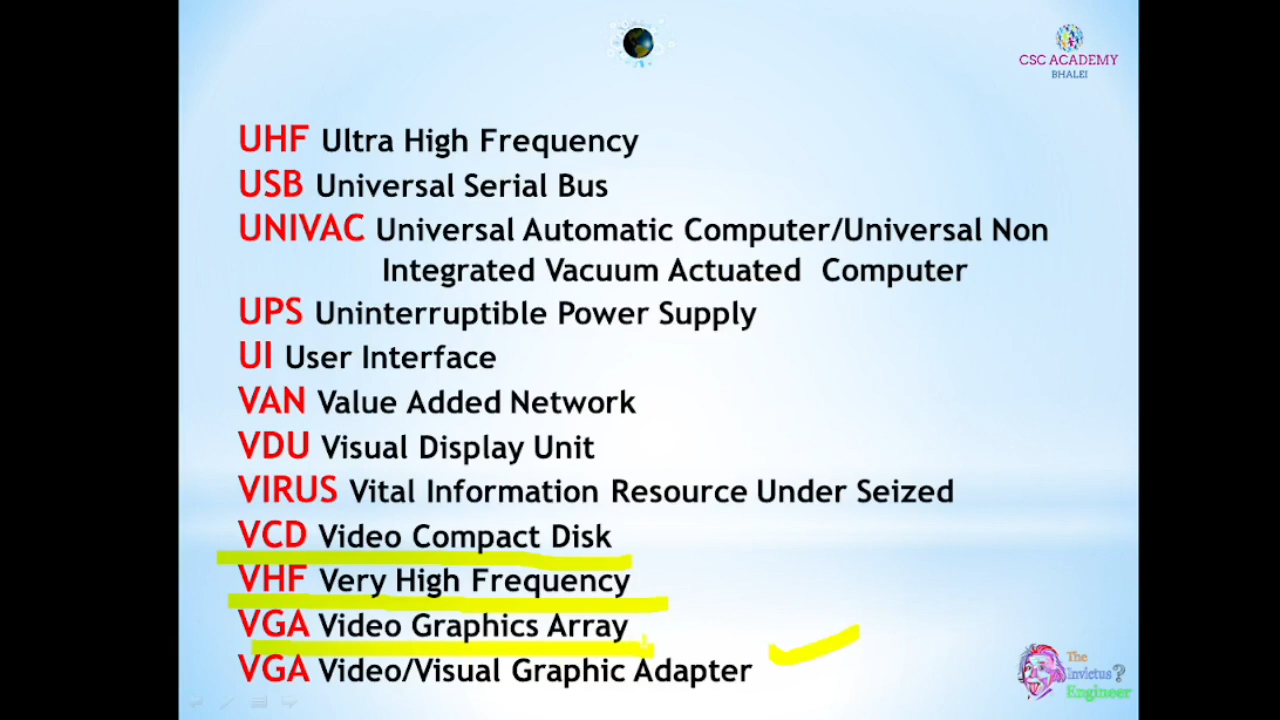 CSC ACADEMY
BHALEI
UHF Ultra High Frequency
USB Universal Serial Bus
UNIVAC Universal Automatic Computer/Universal Non
Integrated Vacuum Actuated Computer
UPS Uninterruptible Power Supply
UI User Interface
VAN Value Added Network
VDU Visual Display Unit
VIRUS Vital Information Resource Under Seized
VCD Video Compact Disk
VHF Very High Frequency
VGA Video Graphics Array
VGA Video/Visual Graphic Adapter
The
Invictus?
Engineer